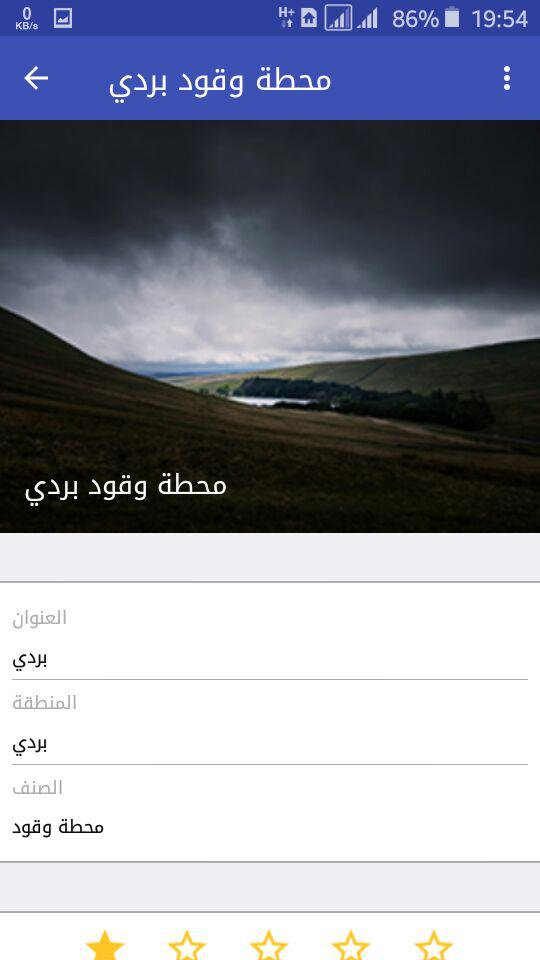 0
KB/s
H+
86%
19:54
محطة وقود بردي
محطة وقود بردي
العنوان
بردي
المنطقة
بردي
الصنف
محطة وقود